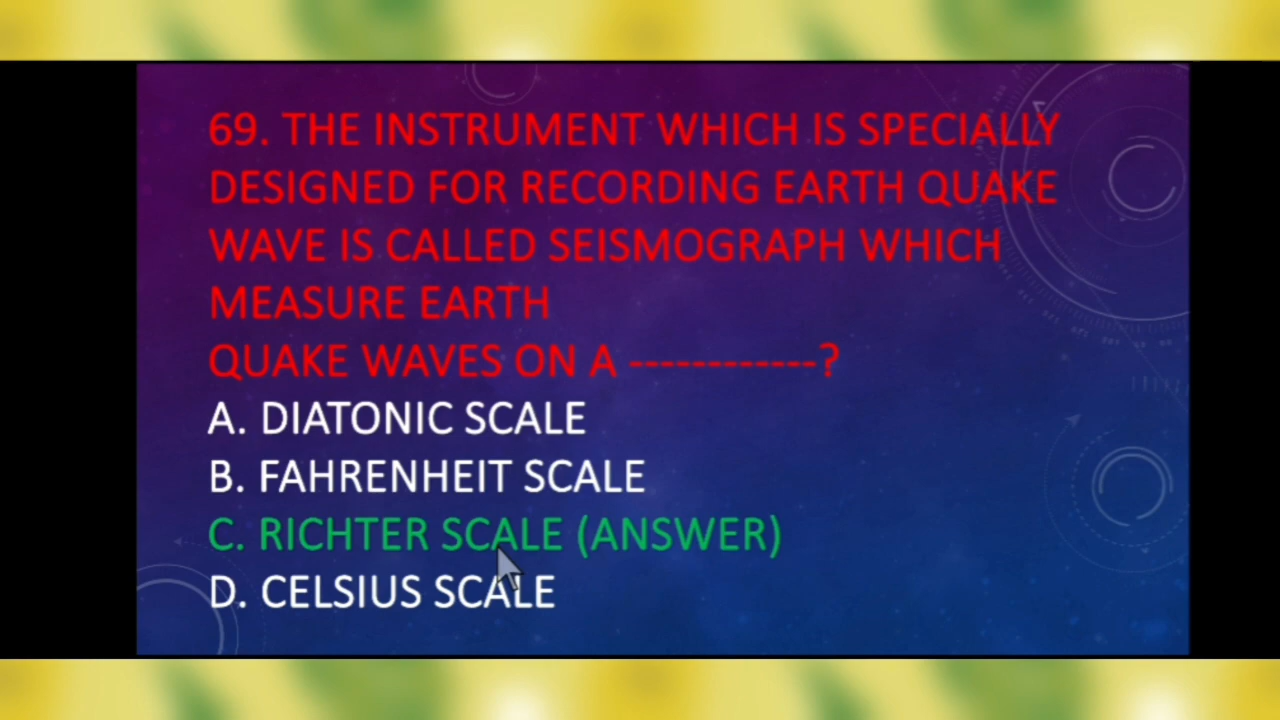 69. THE INSTRUMENT WHICH IS SPECIALLY
DESIGNED FOR RECORDING EARTH QUAKE
WAVE IS CALLED SEISMOGRAPH WHICH
MEASURE EARTH
QUAKE WAVES ON A ------------?
A. DIATONIC SCALE
B. FAHRENHEIT SCALE
C. RICHTER SCALE (ANSWER)
D. CELSIUS SCALE